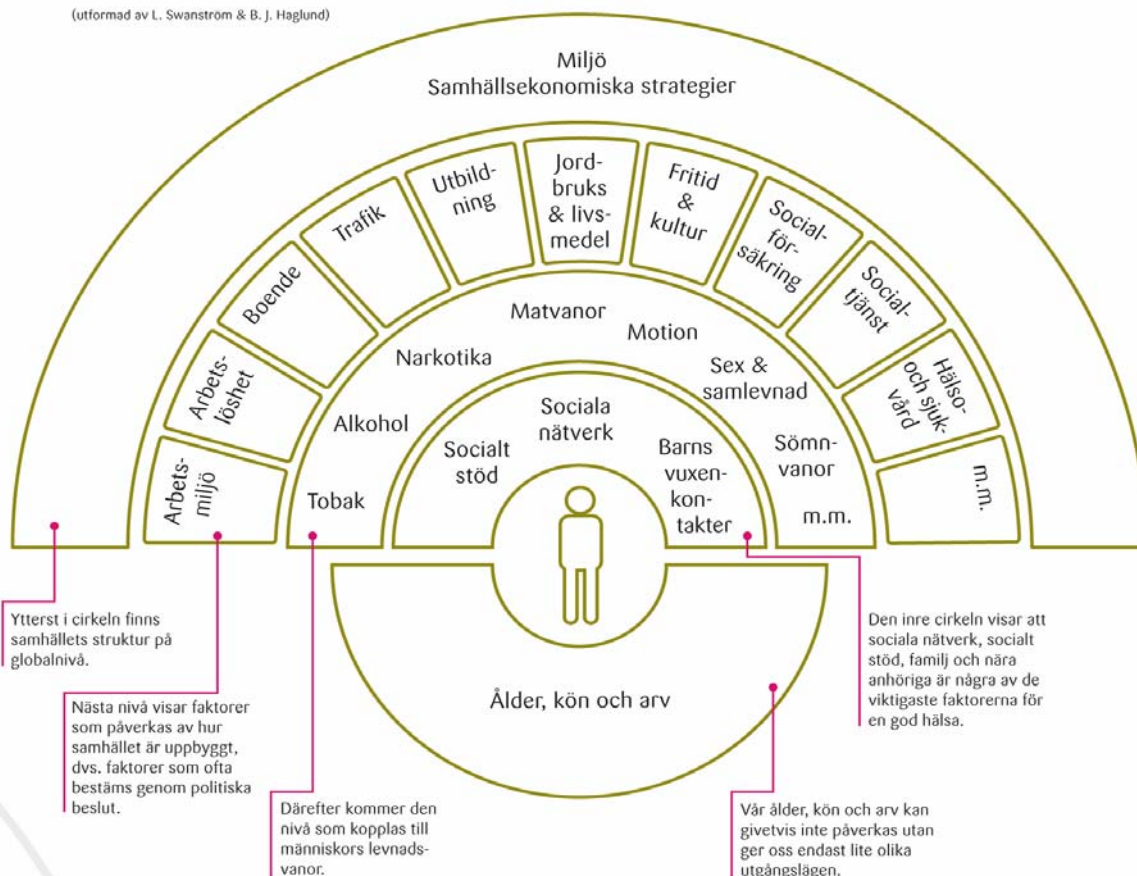 (utformad av L. Swanström & B. J. Haglund)
Miljö
Samhällsekonomiska strategier
Arbets-
miljö
Arbets-
löshet
Boende
Trafik
Utbild-
ning
Jord-
bruks
& livs-
medel
Fritid
&
kultur
Social-
för-
säkring
Social-
tjänst
Hälso-
och sjuk-
vård
m.m.
Tobak
Alkohol
Narkotika
Matvanor
Motion
Sex &
samlevnad
Sömn-
vanor
m.m.
Socialt
stöd
Sociala
nätverk
Barns
vuxen-
kon-
takter
Ålder, kön och arv
Ytterst i cirkeln finns
samhällets struktur på
globalnivå.
Nästa nivå visar faktorer
som påverkas av hur
samhället är uppbyggt,
dvs. faktorer som ofta
bestäms genom politiska
beslut.
Därefter kommer den
nivå som kopplas till
människors levnads-
vanor.
Vår ålder, kön och arv kan
givetvis inte påverkas utan
ger oss endast lite olika
utgångslägen.
Den inre cirkeln visar att
sociala nätverk, socialt
stöd, familj och nära
anhöriga är några av de
viktigaste faktorerna för
en god hälsa.